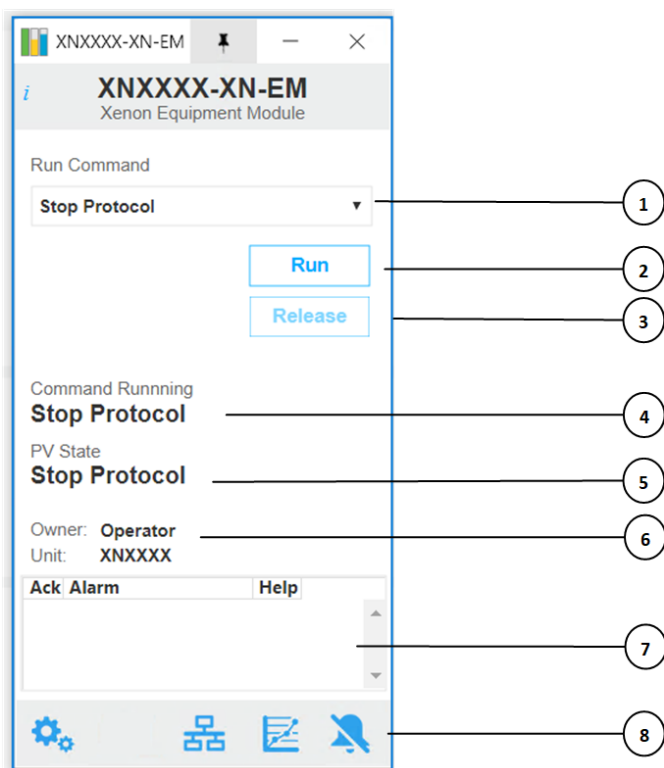 XNXXXX-XN-EM
i XNXXXX-XN-EM
Xenon Equipment Module
Run Command
Stop Protocol
1
Run
2
Release
3
Command Runnning
Stop Protocol
4
PV State
Stop Protocol
5
Owner: Operator
6
Unit: XNXXXX
Ack Alarm Help
7
8